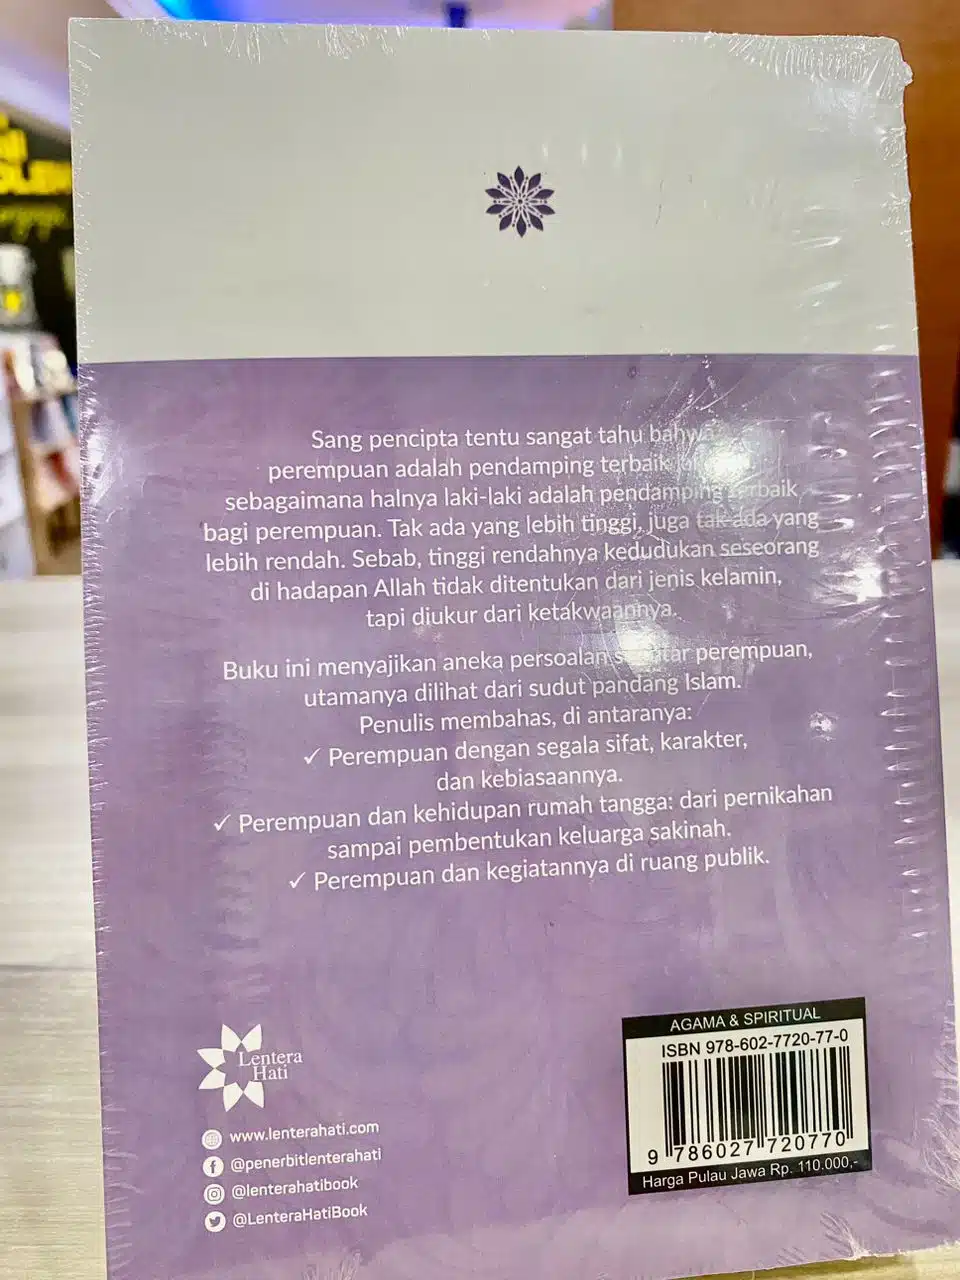 Sang pencipta tentu sangat tahu bahwa
perempuan adalah pendamping terbaik
sebagaimana halnya laki-laki adalah pendamping terbaik
bagi perempuan. Tak ada yang lebih tinggi, juga tak ada yang
lebih rendah. Sebab, tinggi rendahnya kedudukan seseorang
di hadapan Allah tidak ditentukan dari jenis kelamin,
tapi diukur dari ketakwaannya.
Buku ini menyajikan aneka persoalan seputar perempuan,
utamanya dilihat dari sudut pandang Islam.
Penulis membahas, di antaranya:
✓ Perempuan dengan segala sifat, karakter,
dan kebiasaannya.
✓ Perempuan dan kehidupan rumah tangga: dari pernikahan
sampai pembentukan keluarga sakinah.
✓ Perempuan dan kegiatannya di ruang publik.
Lentera
Hati
www.lenterahati.com
@penerbitlenterahati
@lenterahatibook
@LenteraHatiBook
AGAMA & SPIRITUAL
ISBN 978-602-7720-77-0
9 786027 720770
Harga Pulau Jawa Rp. 110.000,-